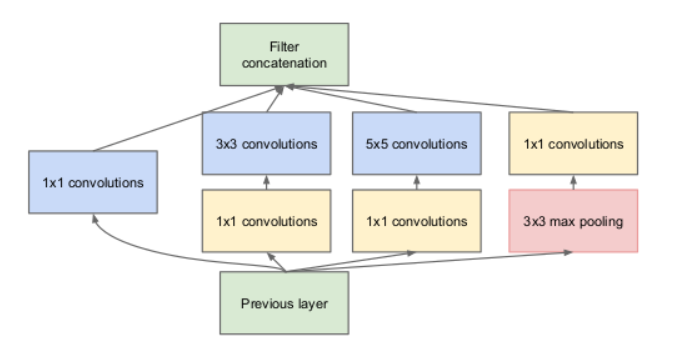 Filter
concatenation
3x3 convolutions
5x5 convolutions
1x1 convolutions
1x1 convolutions
1x1 convolutions
1x1 convolutions
3x3 max pooling
Previous layer